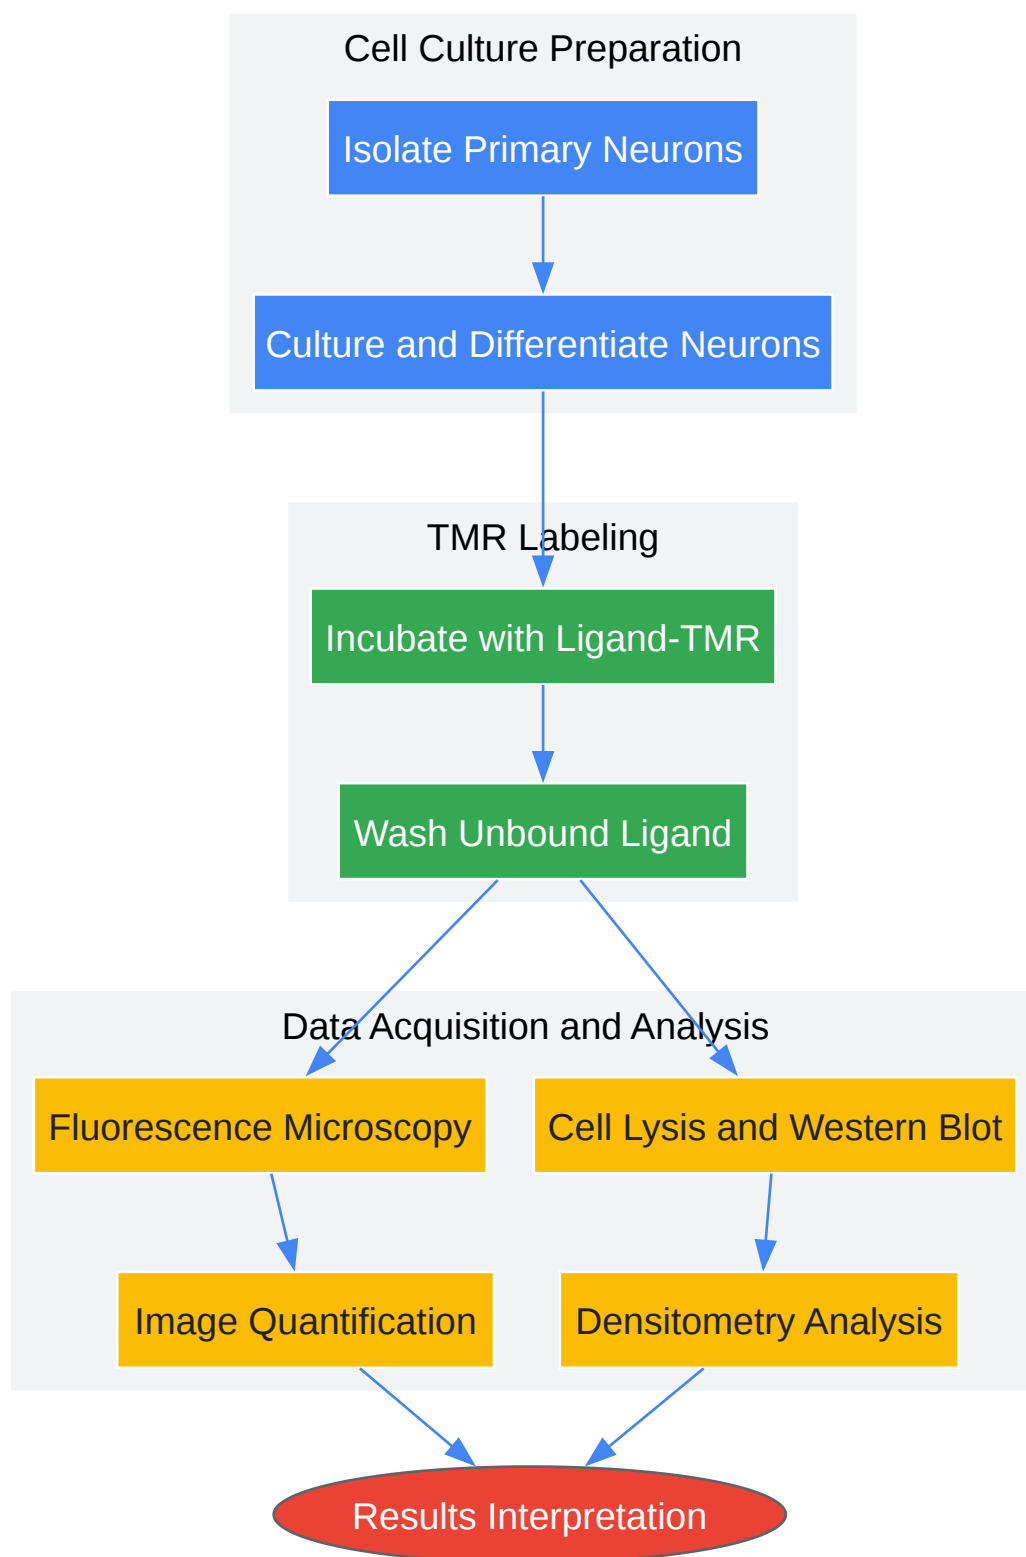 Cell Culture Preparation
Isolate Primary Neurons
Culture and Differentiate Neurons
TMR Labeling
Incubate with Ligand-TMR
Wash Unbound Ligand
Data Acquisition and Analysis
Fluorescence Microscopy
Cell Lysis and Western Blot
Image Quantification
Densitometry Analysis
Results Interpretation